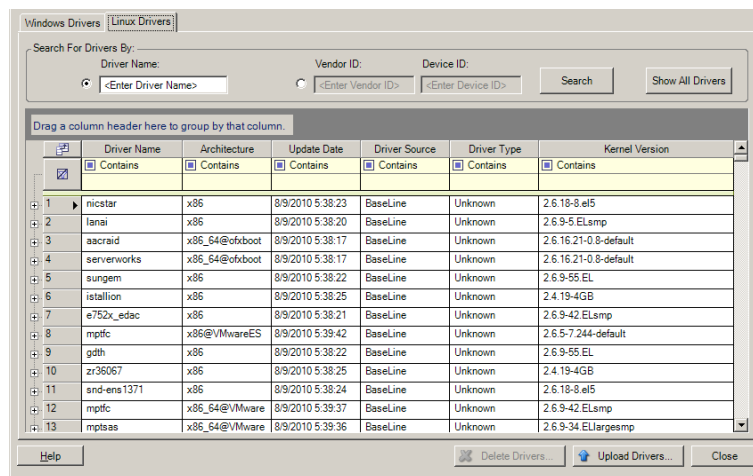 Windows Drivers Linux Drivers
Search For Drivers By:
Driver Name: Vendor ID: Device ID:
<Enter Driver Name> <Enter Vendor ID> <Enter Device ID> Search Show All Drivers
Drag a column header here to group by that column.
Driver Name Architecture Update Date Driver Source Driver Type Kernel Version
Contains Contains Contains Contains Contains Contains
1 nicstar x86 8/9/2010 5:38:23 BaseLine Unknown 2.6.18-8.el5
2 lanai x86 8/9/2010 5:38:20 BaseLine Unknown 2.6.9-5.ELsmp
3 aacraid x86_64@ofxboot 8/9/2010 5:38:17 BaseLine Unknown 2.6.16.21-0.8-default
4 serverworks x86_64@ofxboot 8/9/2010 5:38:17 BaseLine Unknown 2.6.16.21-0.8-default
5 sungem x86 8/9/2010 5:38:22 BaseLine Unknown 2.6.9-55.EL
6 istallion x86 8/9/2010 5:38:25 BaseLine Unknown 2.4.19-4GB
7 e752x_edac x86 8/9/2010 5:38:21 BaseLine Unknown 2.6.9-42.ELsmp
8 mptfc x86@VMwareES 8/9/2010 5:39:42 BaseLine Unknown 2.6.5-7.244-default
9 gdth x86 8/9/2010 5:38:22 BaseLine Unknown 2.6.9-55.EL
10 zr36067 x86 8/9/2010 5:38:25 BaseLine Unknown 2.4.19-4GB
11 snd-ens1371 x86 8/9/2010 5:38:24 BaseLine Unknown 2.6.18-8.el5
12 mptfc x86_64@VMware 8/9/2010 5:39:37 BaseLine Unknown 2.6.9-42.ELsmp
13 mptsas x86_64@VMware 8/9/2010 5:39:36 BaseLine Unknown 2.6.9-34.ELlargesmp
Help Delete Drivers... Upload Drivers... Close